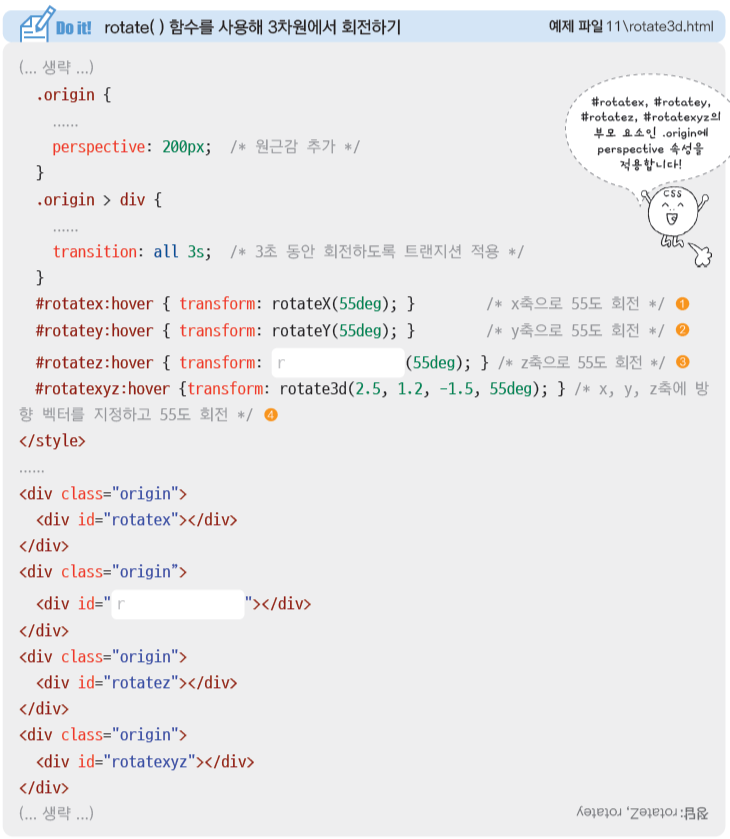 Do it! rotate( ) 함수를 사용해 3차원에서 회전하기 예제 파일 11\rotate3d.html
(... 생략 ...)
.origin {
......
perspective: 200px; /* 원근감 추가 */
}
.origin > div {
......
transition: all 3s; /* 3초 동안 회전하도록 트랜지션 적용 */
}
#rotatex, #rotatey,
#rotatez, #rotatexyz의
부모 요소인 .origin에
perspective 속성을
적용합니다!
CSS
#rotatex:hover { transform: rotateX(55deg); } /* x축으로 55도 회전 */ 1
#rotatey:hover { transform: rotateY(55deg); } /* y축으로 55도 회전 */ 2
#rotatez:hover { transform: r (55deg); } /* z축으로 55도 회전 */ 3
#rotatexyz:hover {transform: rotate3d(2.5, 1.2, -1.5, 55deg); } /* x, y, z축에 방
향 벡터를 지정하고 55도 회전 */ 4
</style>
......
<div class="origin">
<div id="rotatex"></div>
</div>
<div class="origin”>
<div id="r "></div>
</div>
<div class="origin">
<div id="rotatez"></div>
</div>
<div class="origin">
<div id="rotatexyz"></div>
</div>
(... 생략 ...)
정답: rotateZ, rotatey